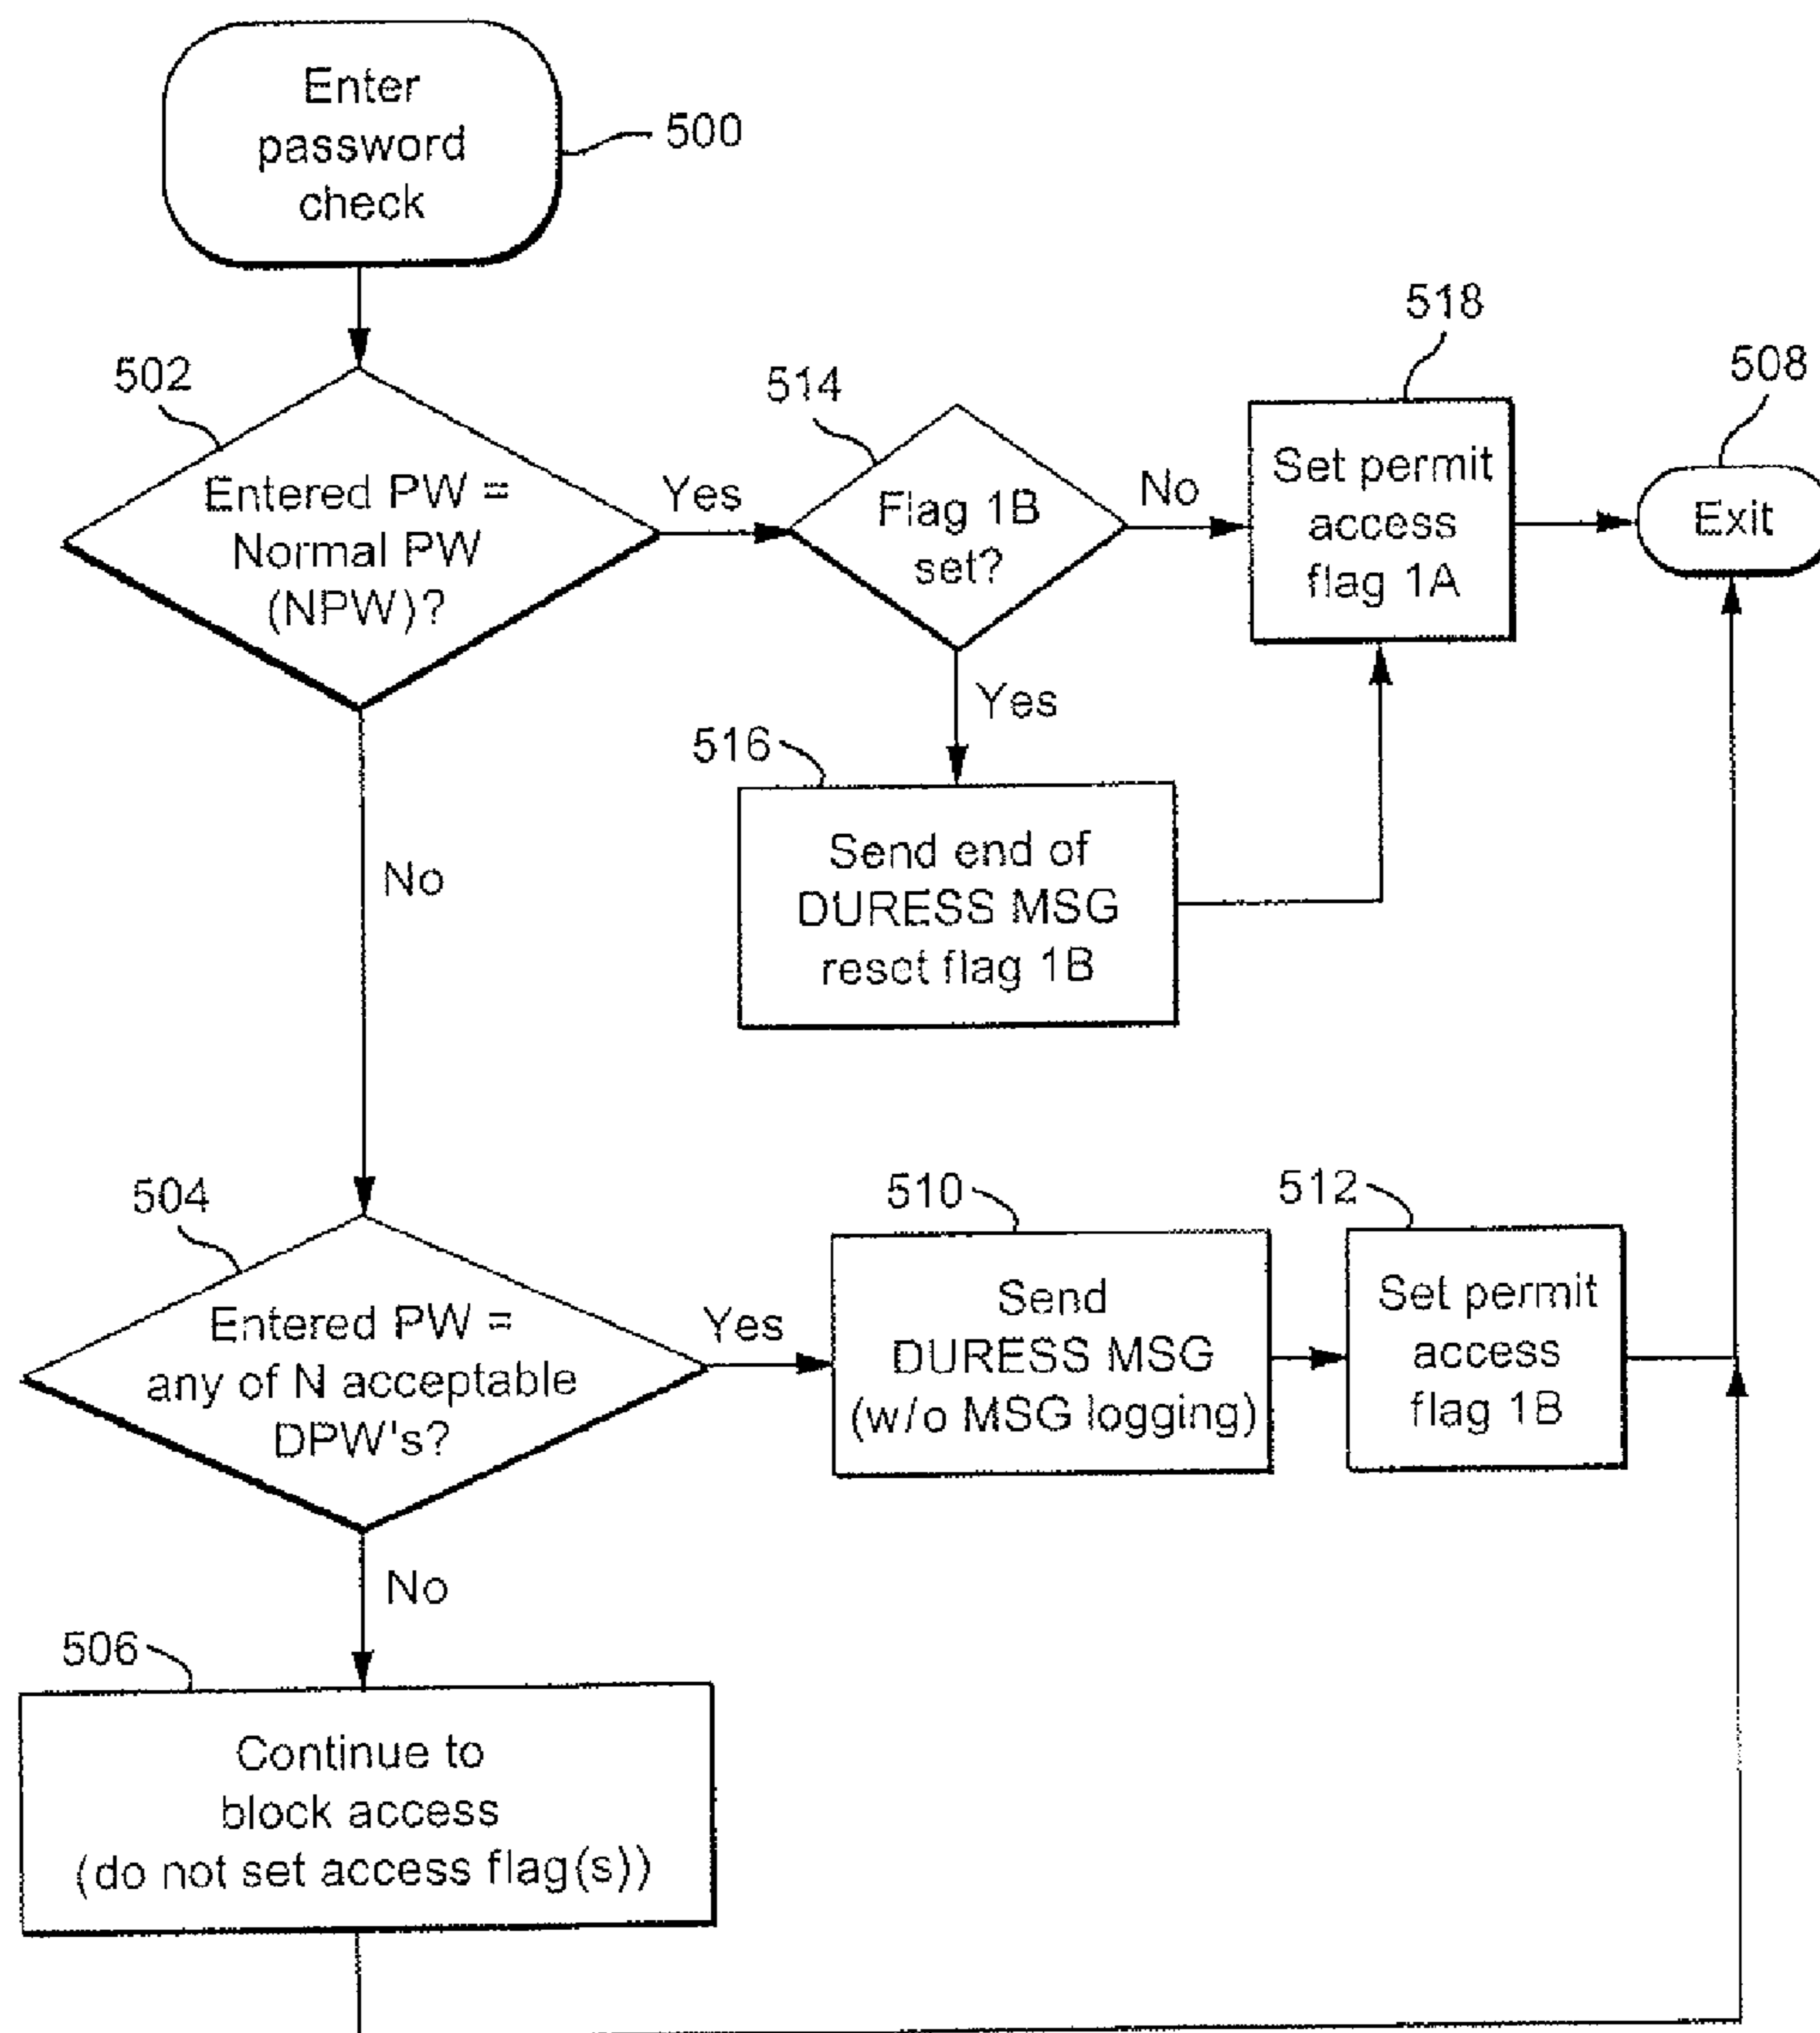 Enter
password
check
500
502
Entered PW =
Normal PW
(NPW)?
Yes
No
514
Flag 1B
set?
No
Yes
518
Set permit
access
flag 1A
508
Exit
516
Send end of
DURESS MSG
reset flag 1B
504
Entered PW =
any of N acceptable
DPW's?
Yes
No
510
Send
DURESS MSG
(w/o MSG logging)
512
Set permit
access
flag 1B
506
Continue to
block access
(do not set access flag(s))